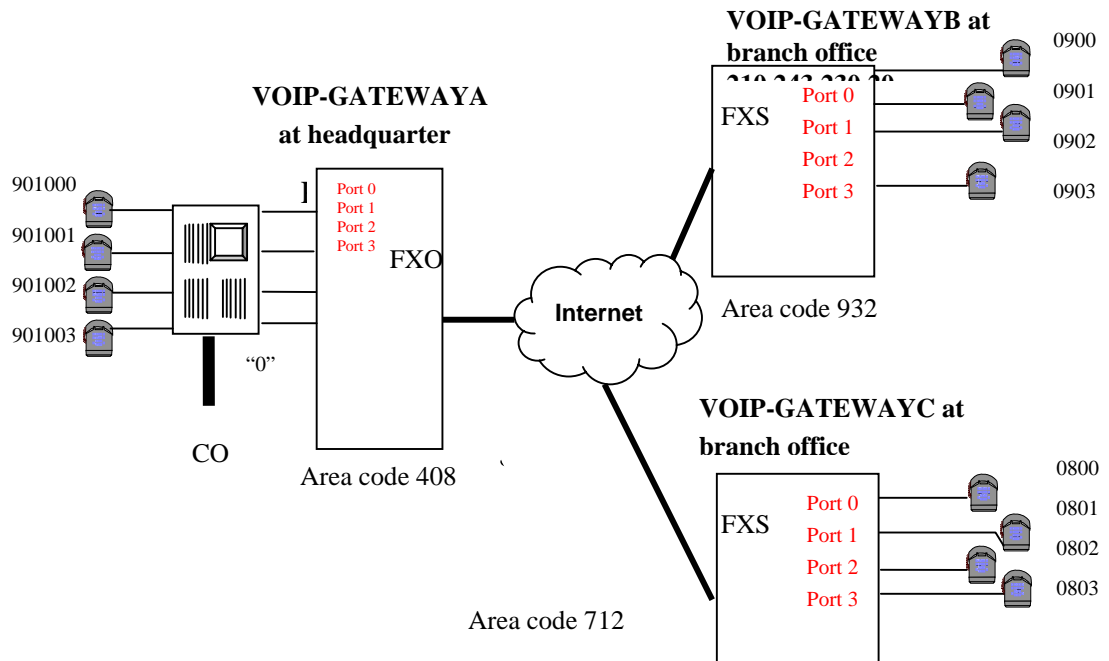 VOIP-GATEWAYA
at headquarter
901000
901001
901002
901003
Port 0
Port 1
Port 2
Port 3
FXO
"0"
CO
Area code 408
Internet
VOIP-GATEWAYB at
branch office
FXS
Port 0
Port 1
Port 2
Port 3
0900
0901
0902
0903
Area code 932
VOIP-GATEWAYC at
branch office
FXS
Port 0
Port 1
Port 2
Port 3
0800
0801
0802
0803
Area code 712